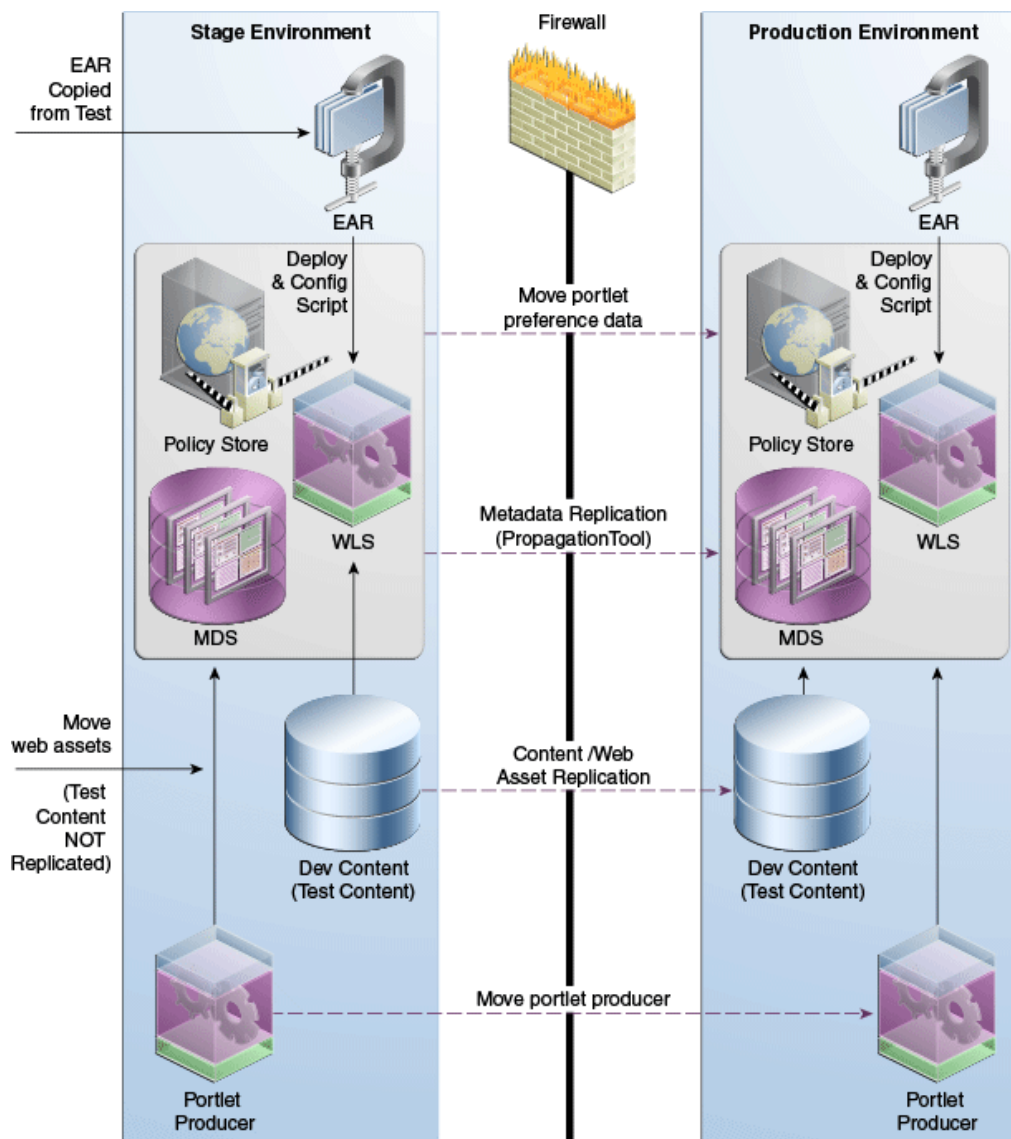 Stage Environment
Firewall
Production Environment
EAR
Copied
from Test
EAR
EAR
Deploy
& Config
Script
Deploy
& Config
Script
Move portlet
preference data
Policy Store
Policy Store
WLS
WLS
Metadata Replication
(PropagationTool)
MDS
MDS
Move
web assets
(Test
Content
NOT
Replicated)
Content /Web
Asset Replication
Dev Content
(Test Content)
Dev Content
(Test Content)
Move portlet producer
Portlet
Producer
Portlet
Producer